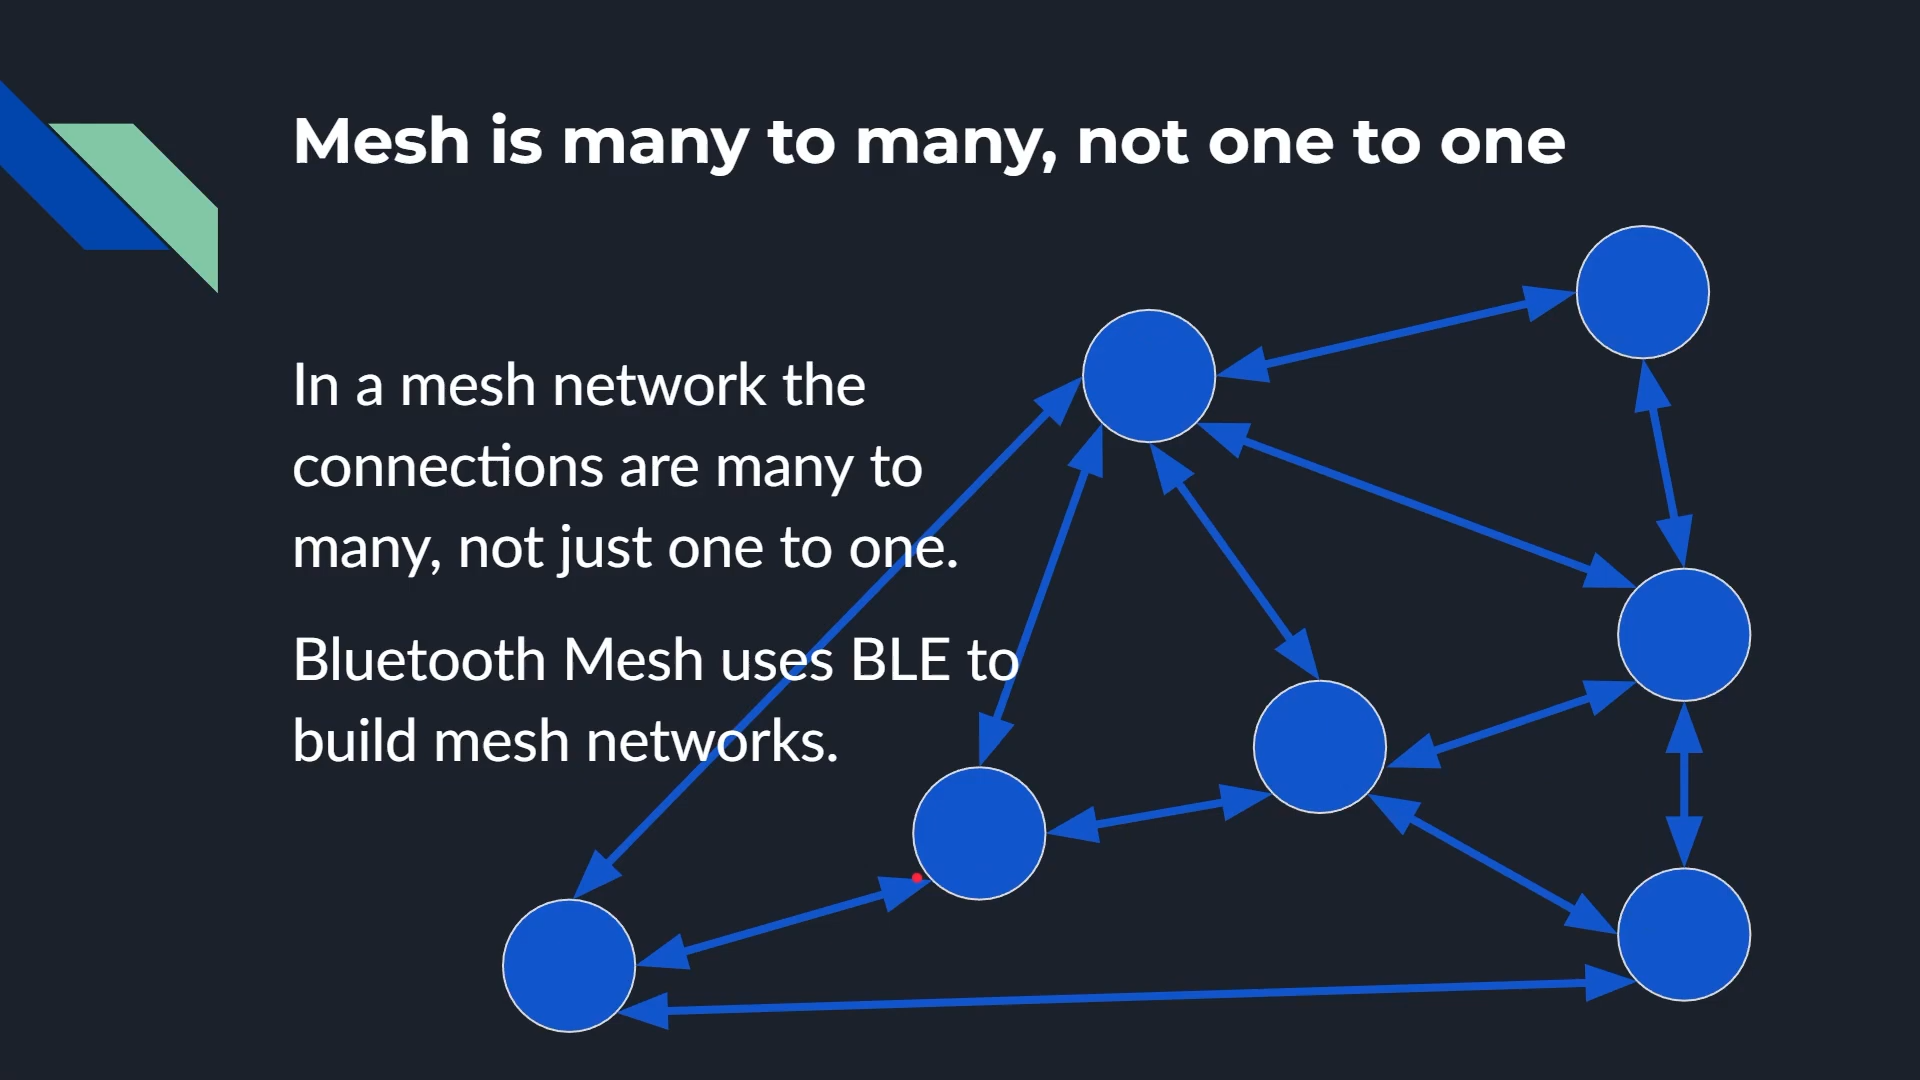 Mesh is many to many, not one to one
In a mesh network the
connections are many to
many, not just one to one.
Bluetooth Mesh uses BLE to
build mesh networks.